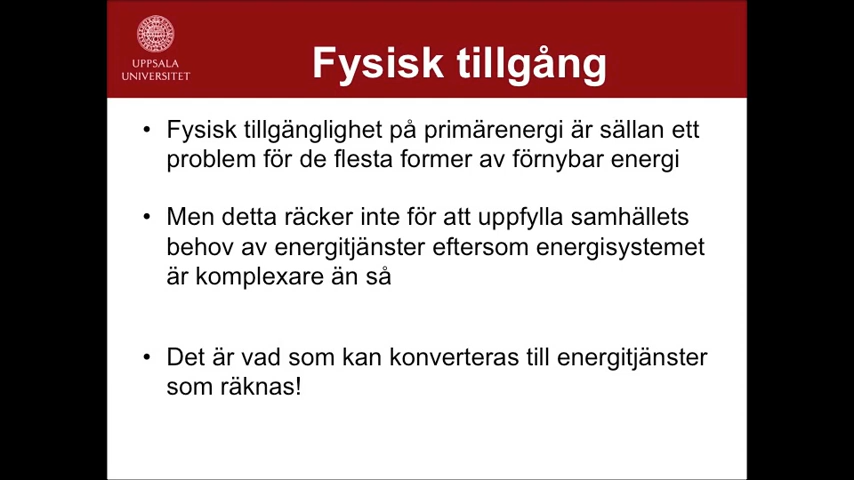 UPPSALA
UNIVERSITET
Fysisk tillgång
• Fysisk tillgänglighet på primärenergi är sällan ett
problem för de flesta former av förnybar energi
• Men detta räcker inte för att uppfylla samhällets
behov av energitjänster eftersom energisystemet
är komplexare än så
• Det är vad som kan konverteras till energitjänster
som räknas!